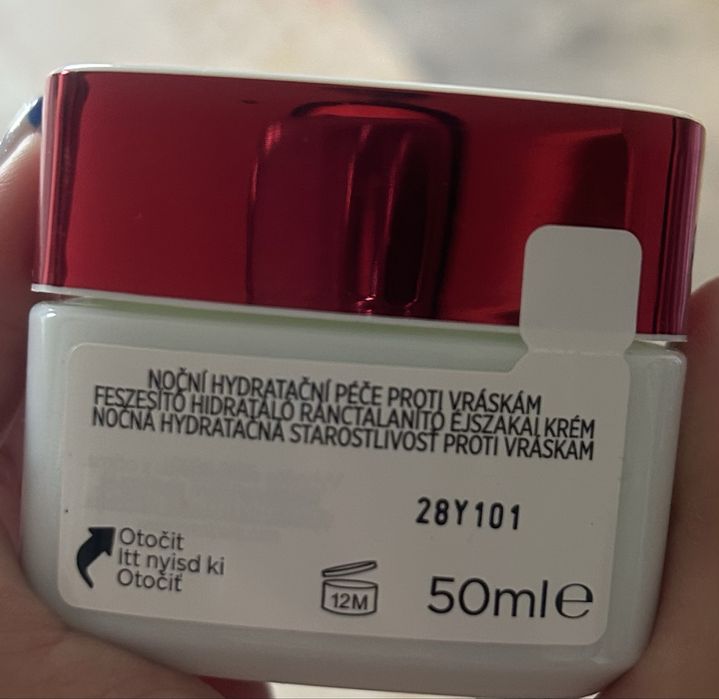 NOČNÍ HYDRATAČNÍ PÉČE PROTI VRÁSKÁM
FESZESÍTŐ HIDRATÁLÓ RÁNCTALANÍTÓ ÉJSZAKAI KRÉM
NOČNÁ HYDRATAČNÁ STAROSTLIVOSŤ PROTI VRÁSKAM
28Y101
Otočit
Itt nyisd ki
Otočiť
12M
50ml℮